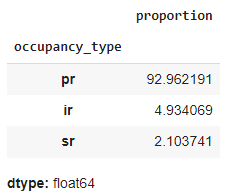 proportion
occupancy_type
pr 92.962191
ir 4.934069
sr 2.103741
dtype: float64